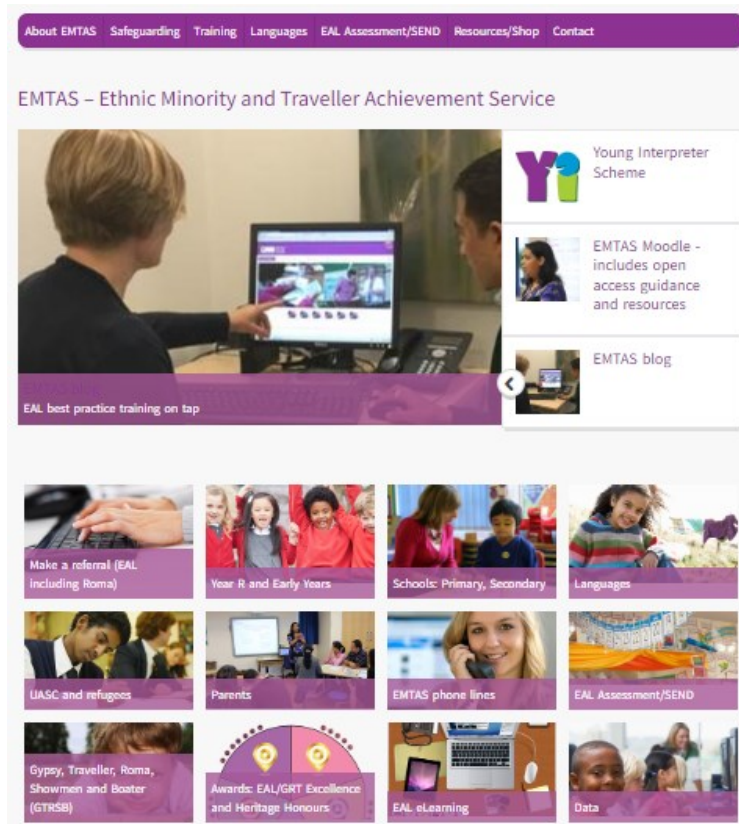 About EMTAS Safeguarding Training Languages EAL Assessment/SEND Resources/Shop Contact
EMTAS – Ethnic Minority and Traveller Achievement Service
EMTAS blog
EAL best practice training on tap
Yi
Young Interpreter
Scheme
EMTAS Moodle -
includes open
access guidance
and resources
EMTAS blog
Make a referral (EAL
including Roma)
Year R and Early Years
Schools: Primary, Secondary
Languages
UASC and refugees
Parents
EMTAS phone lines
EAL Assessment/SEND
Gypsy, Traveller, Roma,
Showmen and Boater
(GTRSB)
Awards: EAL/GRT Excellence
and Heritage Honours
EAL eLearning
Data